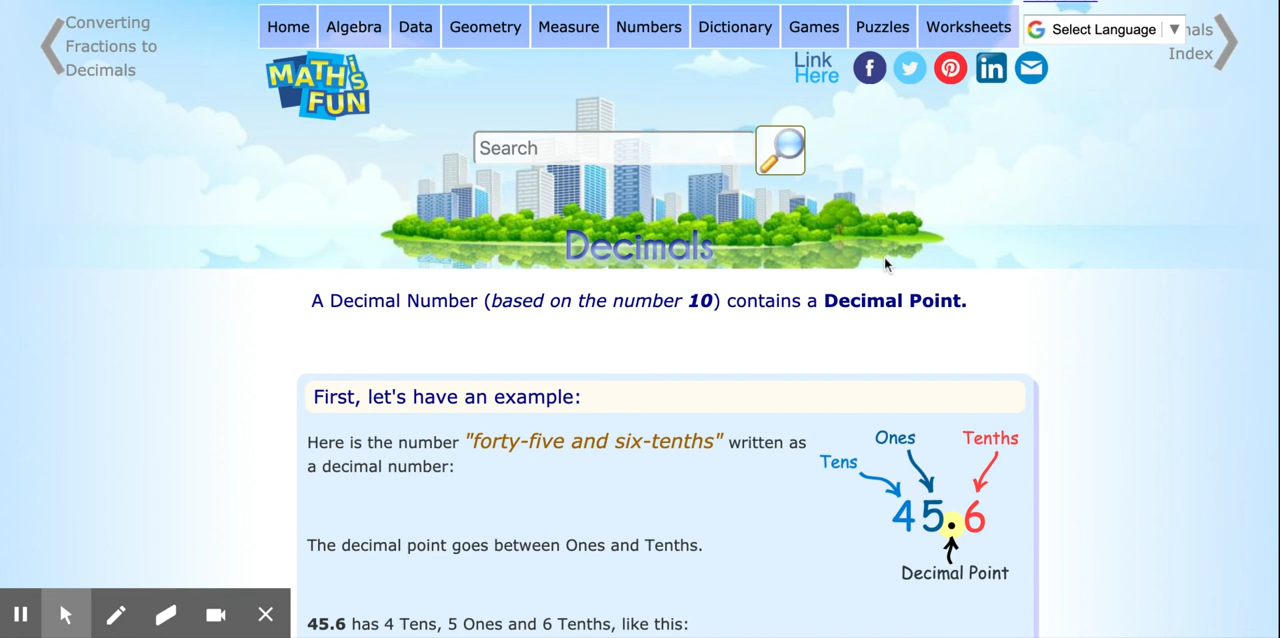 Converting
Fractions to
Decimals
Home Algebra Data Geometry Measure Numbers Dictionary Games Puzzles Worksheets
Select Language ▼
Index
MATH iS
FUN
Link
Here
Search
Decimals
A Decimal Number (based on the number 10) contains a Decimal Point.
First, let's have an example:
Here is the number "forty-five and six-tenths" written as
a decimal number:
Ones Tenths
Tens
45.6
Decimal Point
The decimal point goes between Ones and Tenths.
45.6 has 4 Tens, 5 Ones and 6 Tenths, like this: